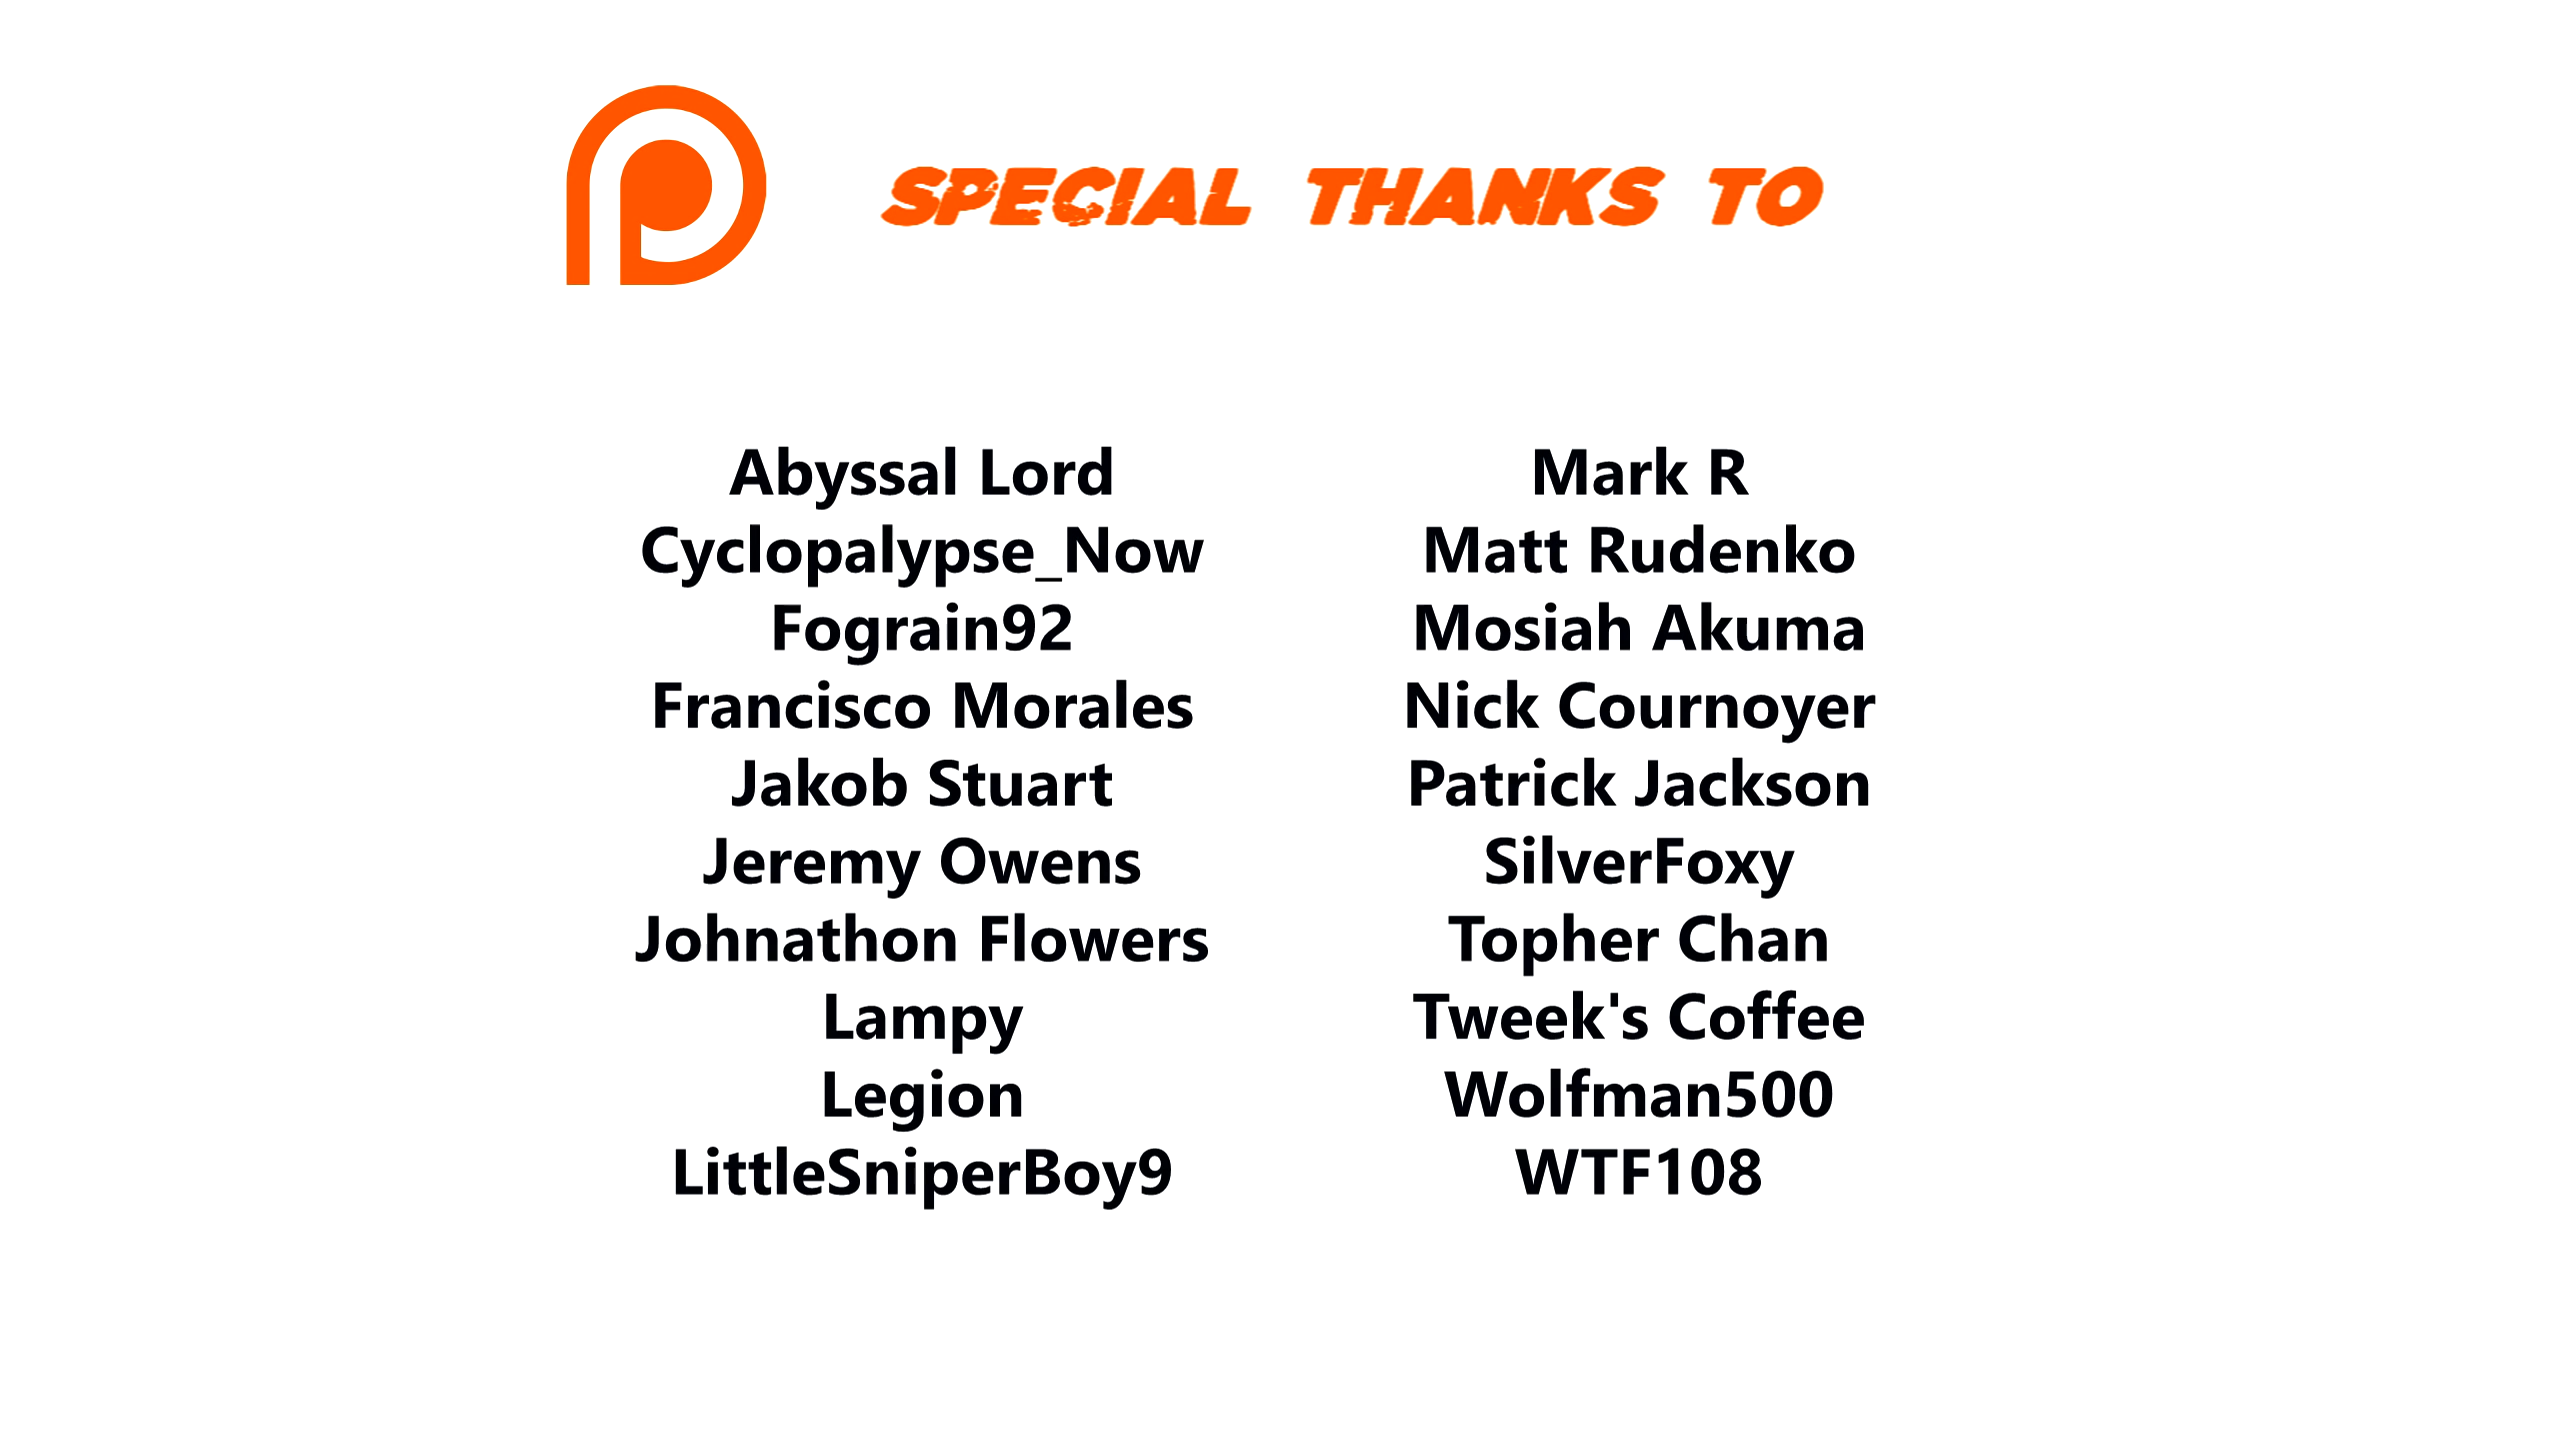 SPECIAL THANKS TO
Abyssal Lord
Cyclopalypse_Now
Fograin92
Francisco Morales
Jakob Stuart
Jeremy Owens
Johnathon Flowers
Lampy
Legion
LittleSniperBoy9
Mark R
Matt Rudenko
Mosiah Akuma
Nick Cournoyer
Patrick Jackson
SilverFoxy
Topher Chan
Tweek's Coffee
Wolfman500
WTF108